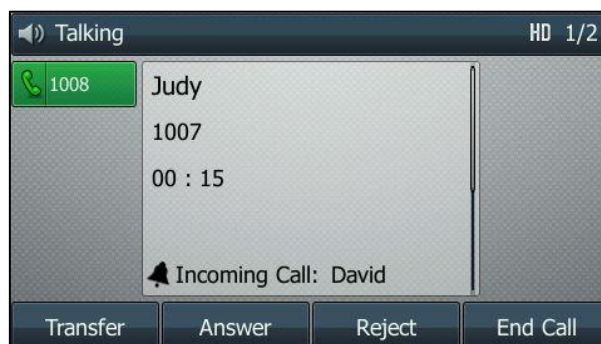 Talking HD 1/2
1008
Judy
1007
00 : 15
Incoming Call: David
Transfer Answer Reject End Call